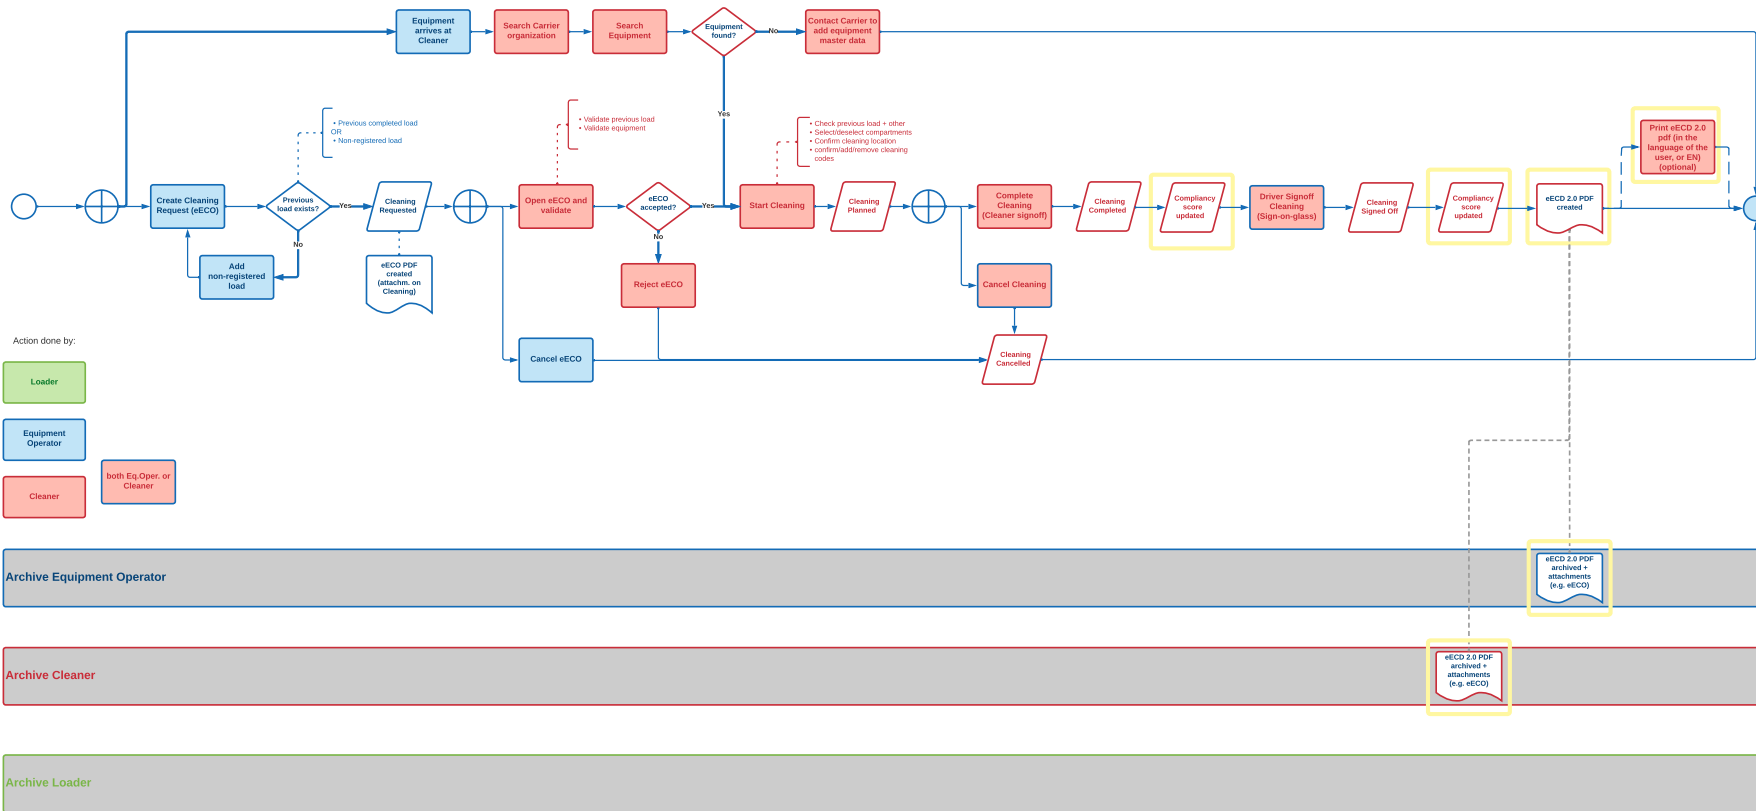 Equipment
arrives at
Cleaner
Search Carrier
organization
Search
Equipment
Equipment
found?
No
Contact Carrier to
add equipment
master data
Yes
• Previous completed load
OR
• Non-registered load
• Validate previous load
• Validate equipment
• Check previous load + other
• Select/deselect compartments
• Confirm cleaning location
• confirm/add/remove cleaning
codes
Print eECD 2.0
pdf (in the
language of the
user, or EN)
(optional)
Create Cleaning
Request (eECO)
Previous
load exists?
Yes
No
Cleaning
Requested
Open eECO and
validate
eECO
accepted?
Yes
No
Start Cleaning
Cleaning
Planned
Complete
Cleaning
(Cleaner signoff)
Cleaning
Completed
Compliancy
score
updated
Driver Signoff
Cleaning
(Sign-on-glass)
Cleaning
Signed Off
Compliancy
score
updated
eECD 2.0 PDF
created
Add
non-registered
load
eECO PDF
created
(attachm. on
Cleaning)
Reject eECO
Cancel Cleaning
Cancel eECO
Cleaning
Cancelled
Action done by:
Loader
Equipment
Operator
both Eq.Oper. or
Cleaner
Cleaner
Archive Equipment Operator
eECD 2.0 PDF
archived +
attachments
(e.g. eECO)
Archive Cleaner
eECD 2.0 PDF
archived +
attachments
(e.g. eECO)
Archive Loader